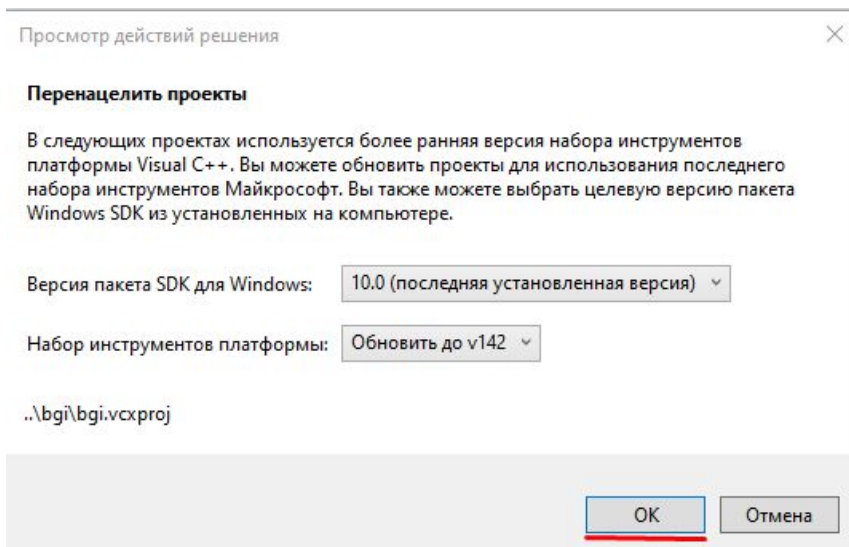 Просмотр действий решения
Перенацелить проекты
В следующих проектах используется более ранняя версия набора инструментов
платформы Visual C++. Вы можете обновить проекты для использования последнего
набора инструментов Майкрософт. Вы также можете выбрать целевую версию пакета
Windows SDK из установленных на компьютере.
Версия пакета SDK для Windows: 10.0 (последняя установленная версия)
Набор инструментов платформы: Обновить до v142
..\bgi\bgi.vcxproj
ОК Отмена